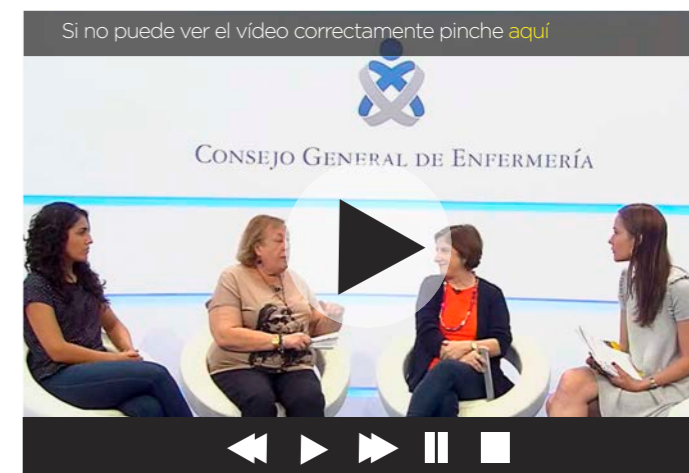 Si no puede ver el vídeo correctamente pinche aquí
CONSEJO GENERAL DE ENFERMERÍA